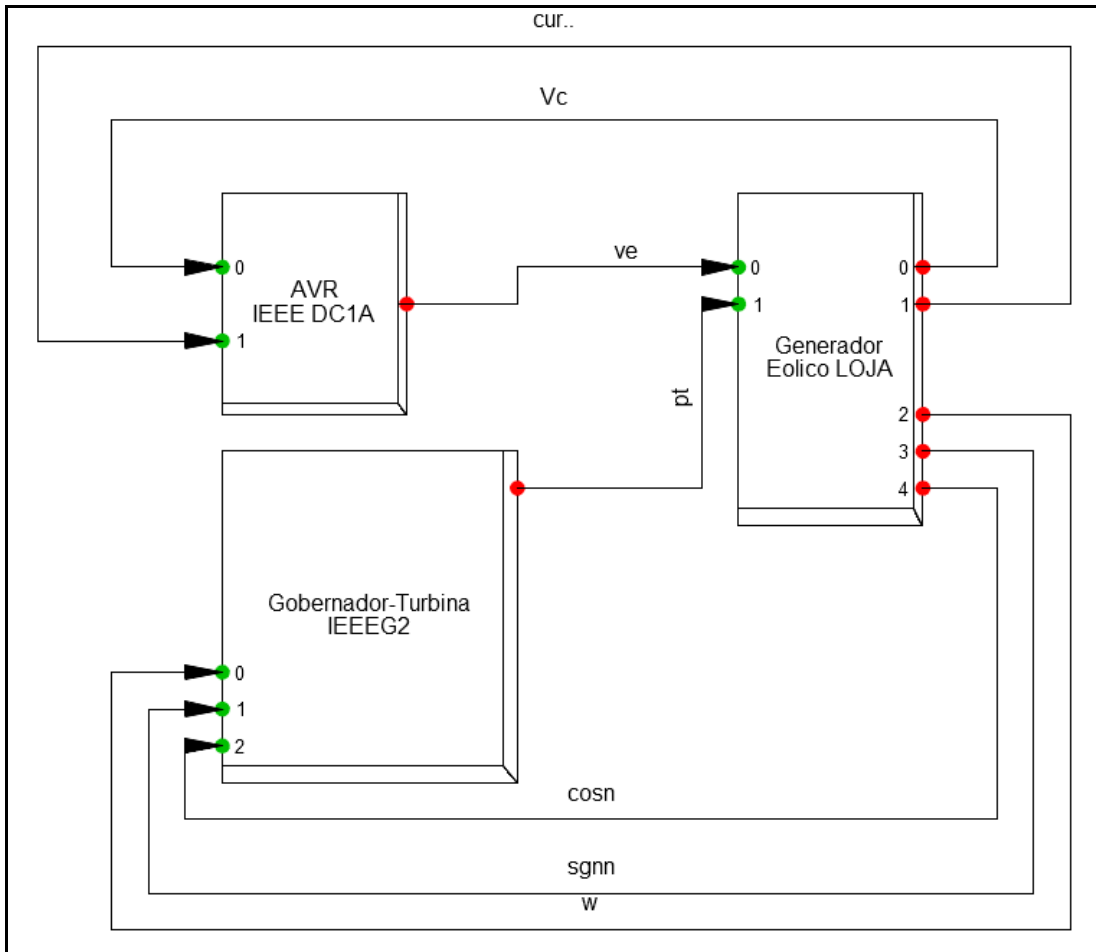 cur..
Vc
ve
0
AVR
IEEE DC1A
1
0
1
0
1
Generador
Eolico LOJA
2
3
4
pt
Gobernador-Turbina
IEEEG2
0
1
2
cosn
sgnn
w